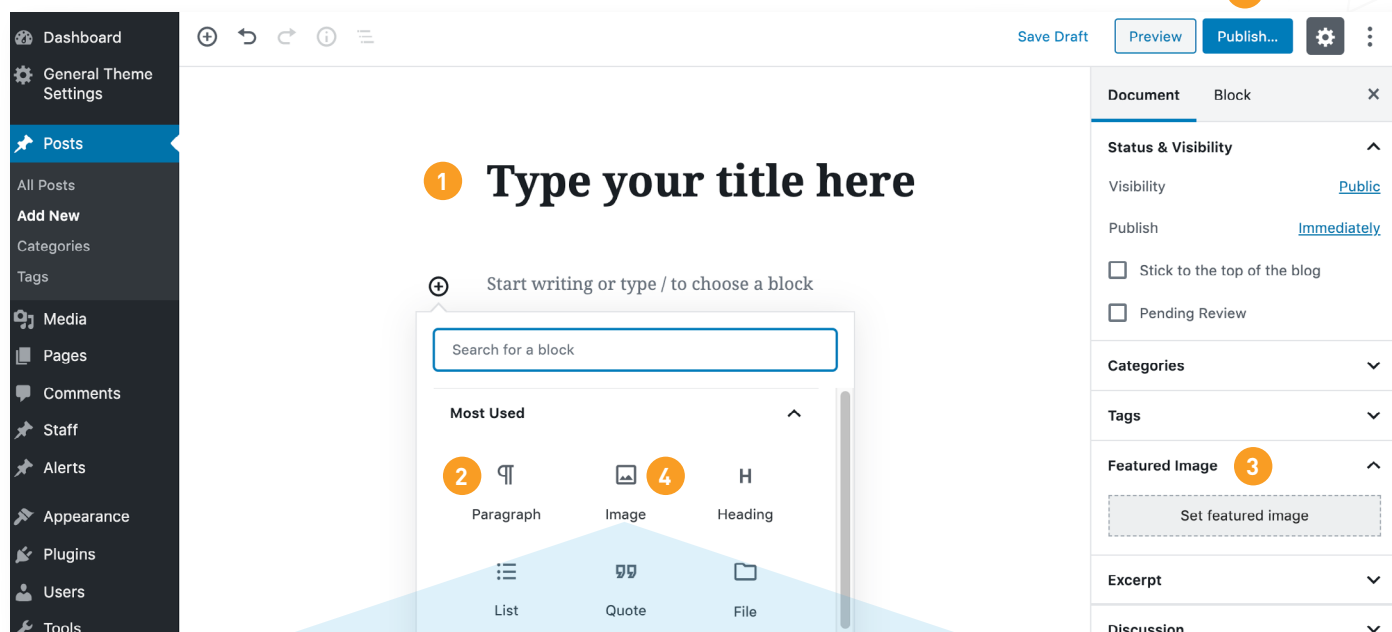 Dashboard
General Theme
Settings
Posts
All Posts
Add New
Categories
Tags
Media
Pages
Comments
Staff
Alerts
Appearance
Plugins
Users
Tools
Save Draft
Preview
Publish...
1
Type your title here
Start writing or type / to choose a block
Search for a block
Most Used
2
4
Paragraph
Image
Heading
List
Quote
File
Document
Block
Status & Visibility
Visibility
Public
Publish
Immediately
Stick to the top of the blog
Pending Review
Categories
Tags
Featured Image
3
Set featured image
Excerpt
Discussion